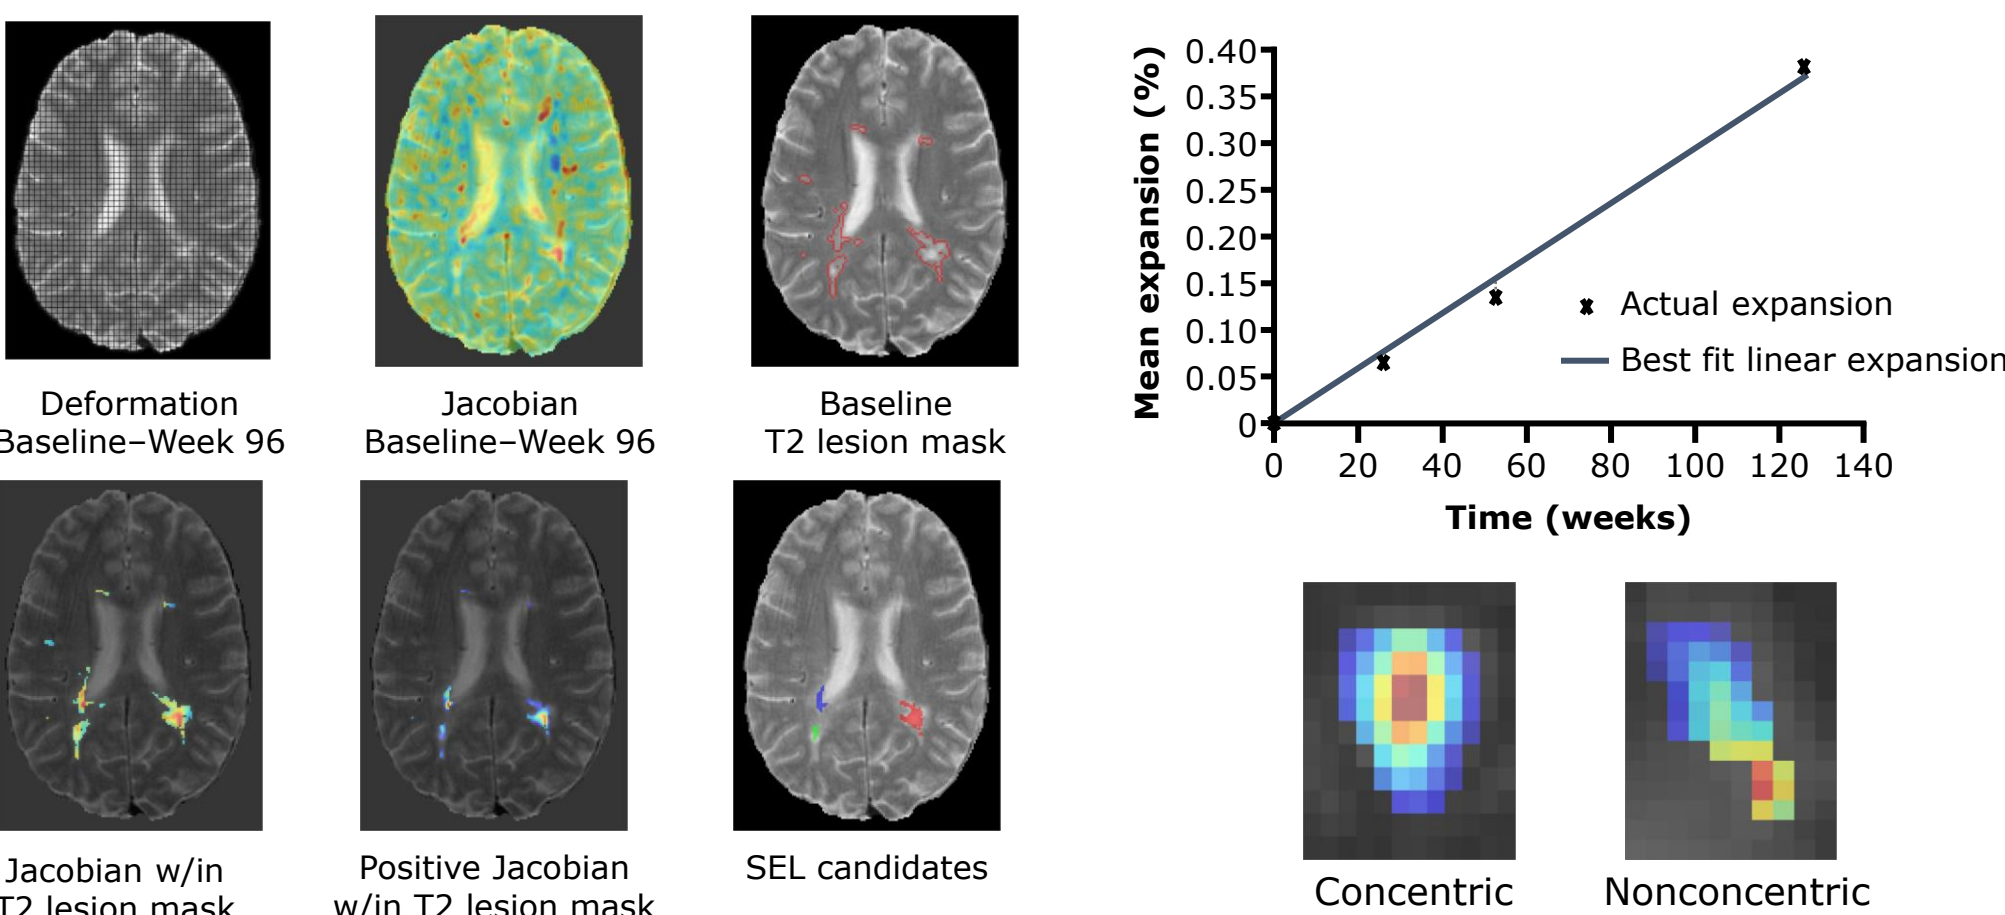 Deformation
Baseline–Week 96
Jacobian
Baseline–Week 96
Baseline
T2 lesion mask
Jacobian w/in
T2 lesion mask
Positive Jacobian
w/in T2 lesion mask
SEL candidates
Mean expansion (%)
0.40
0.35
0.30
0.25
0.20
0.15
0.10
0.05
0
0 20 40 60 80 100 120 140
Time (weeks)
Actual expansion
Best fit linear expansion
Concentric
Nonconcentric